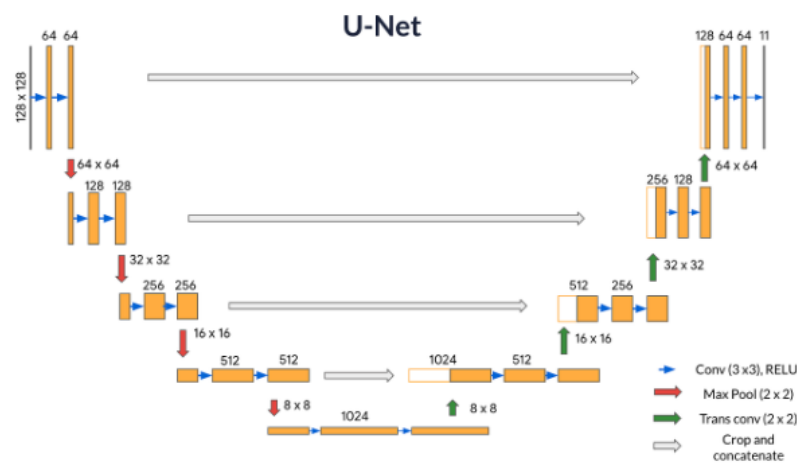 U-Net
64 64
128 64 64 11
128 x 128
64 x 64
64 x 64
128 128
256 128
32 x 32
32 x 32
256 256
512 256
16 x 16
16 x 16
512 512
1024 512
8 x 8
8 x 8
1024
Conv (3 x3), RELU
Max Pool (2 x 2)
Trans conv (2 x 2)
Crop and
concatenate